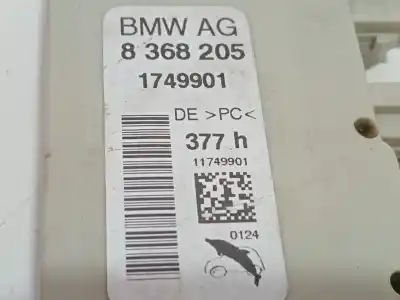 BMW AG
8 368 205
1749901
DE >PC<
377 h
11749901
0124